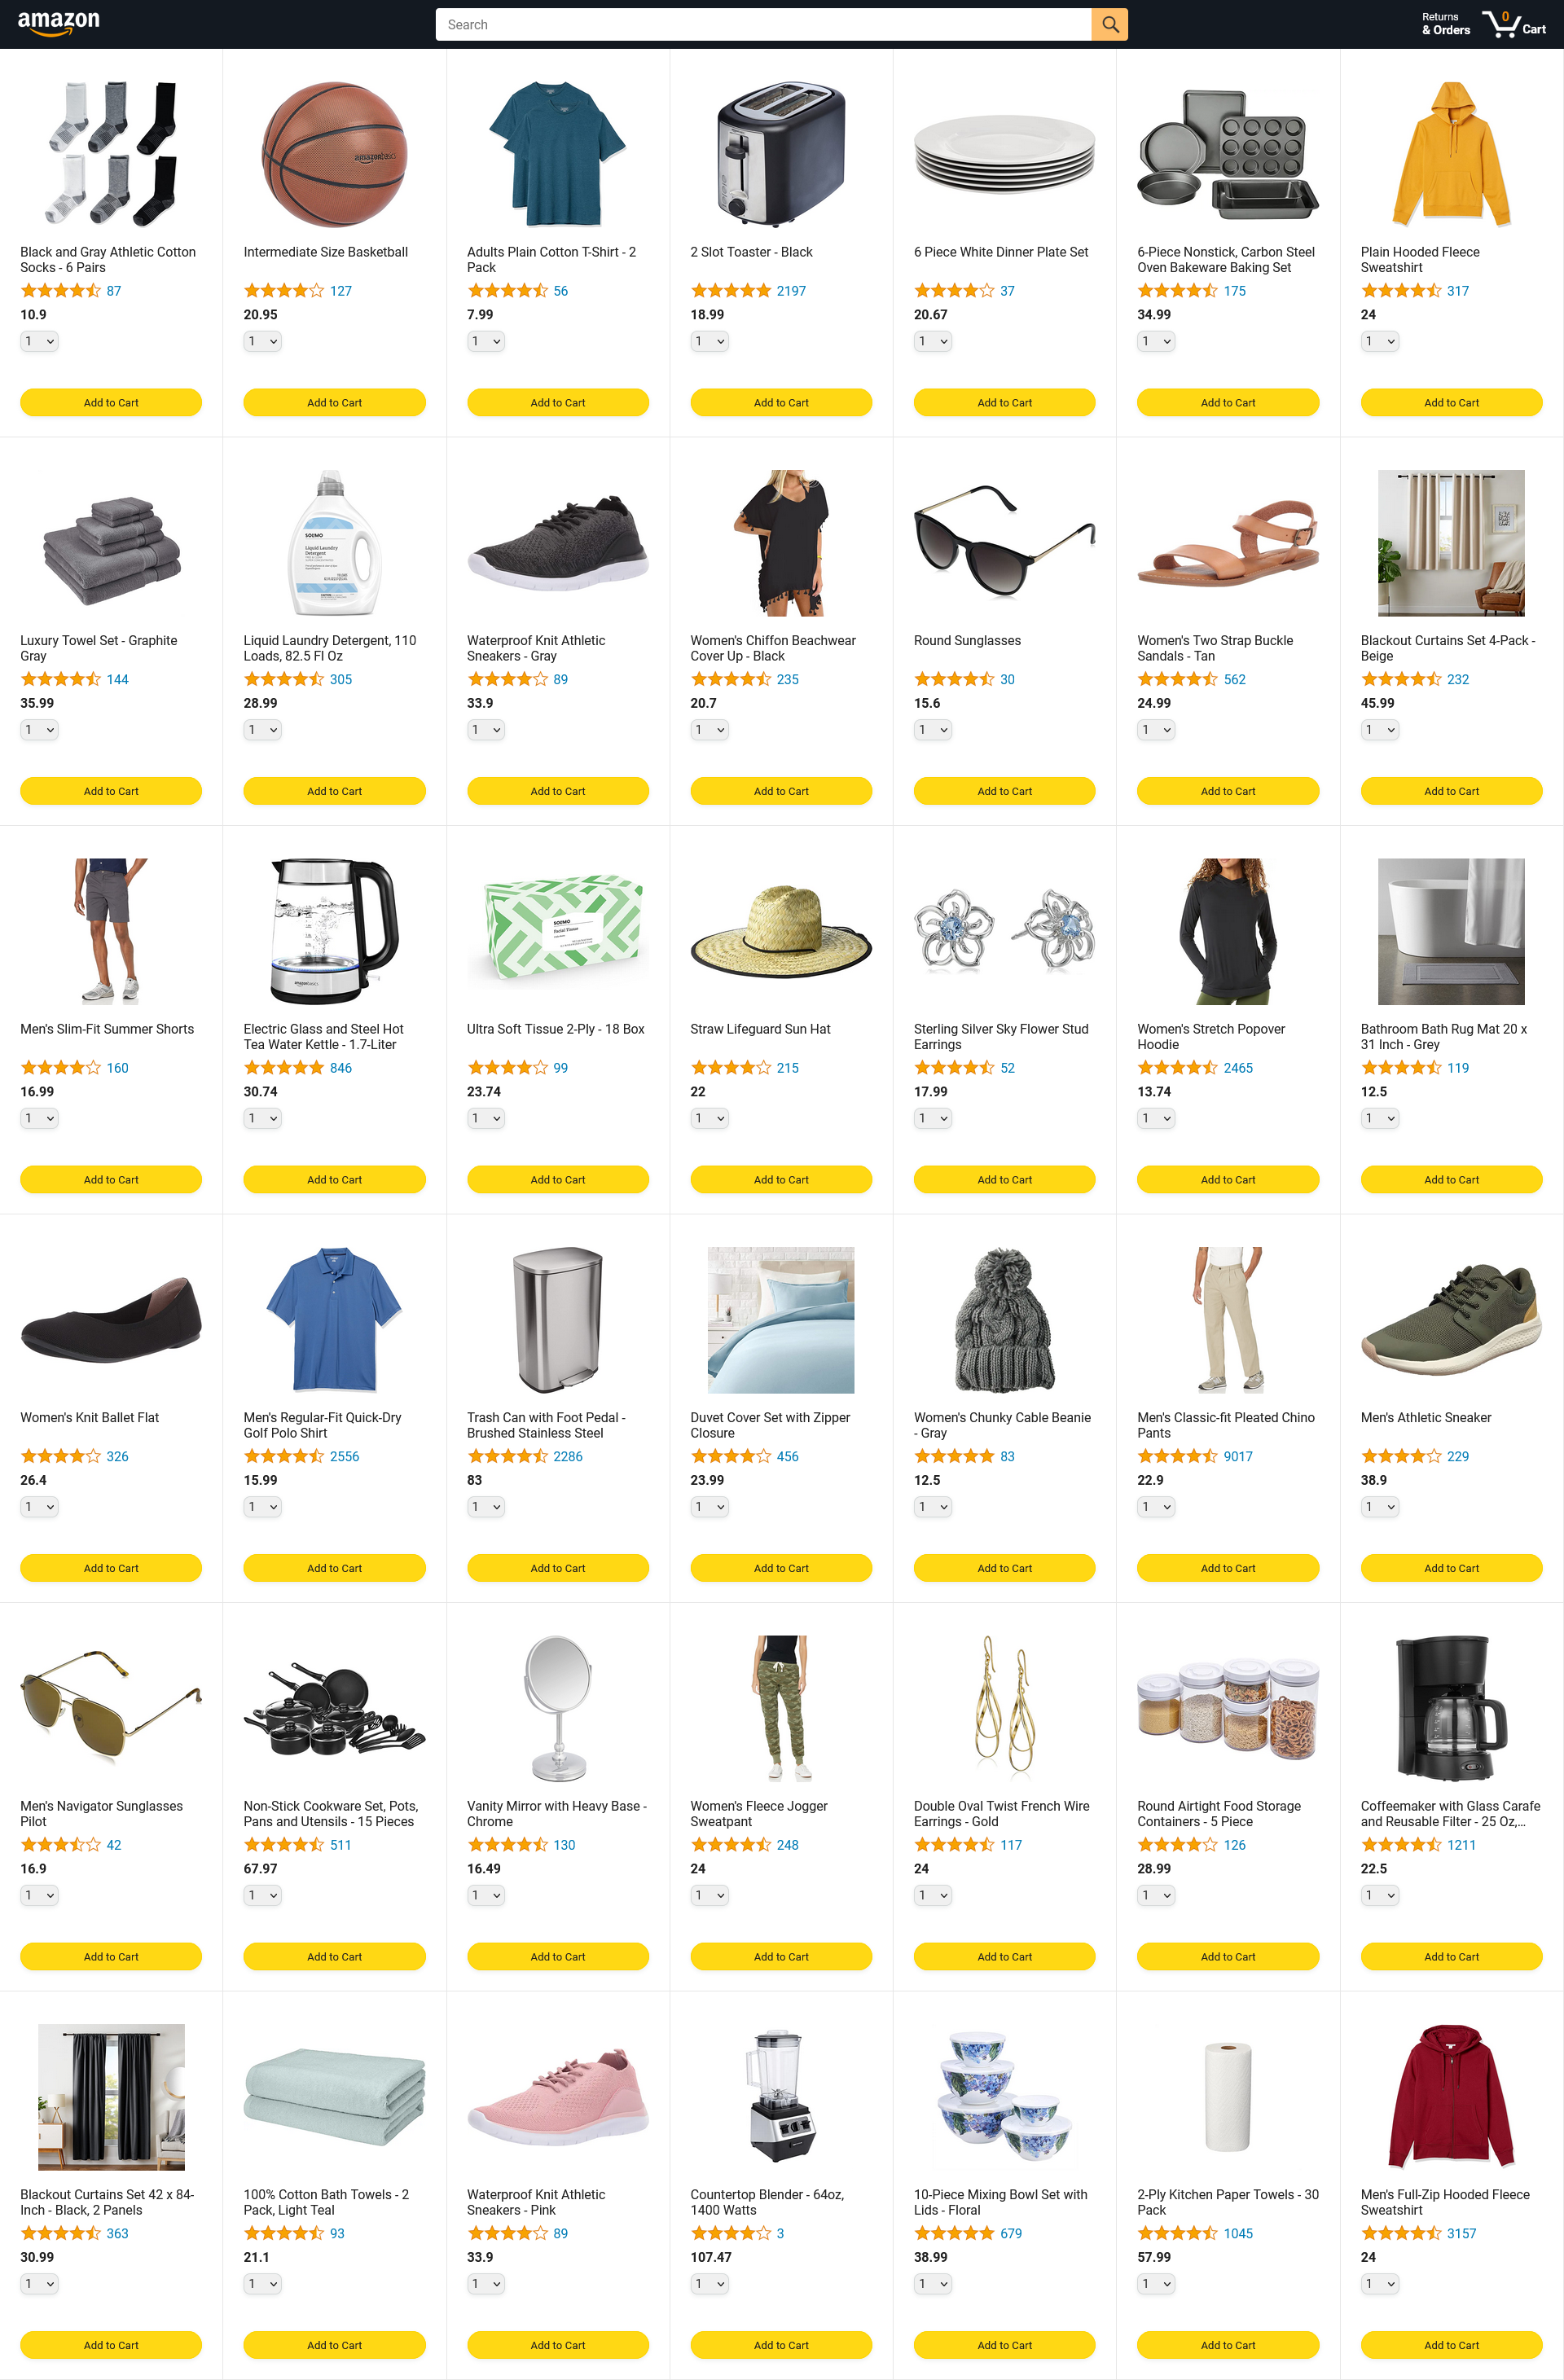 amazon
Search
Returns
& Orders
0
Cart
amazonbasics
Black and Gray Athletic Cotton
Socks - 6 Pairs
87
10.9
1
Add to Cart
Intermediate Size Basketball
127
20.95
1
Add to Cart
Adults Plain Cotton T-Shirt - 2
Pack
56
7.99
1
Add to Cart
2 Slot Toaster - Black
2197
18.99
1
Add to Cart
6 Piece White Dinner Plate Set
37
20.67
1
Add to Cart
6-Piece Nonstick, Carbon Steel
Oven Bakeware Baking Set
175
34.99
1
Add to Cart
Plain Hooded Fleece
Sweatshirt
317
24
1
Add to Cart
Luxury Towel Set - Graphite
Gray
144
35.99
1
Add to Cart
SOLIMO
Liquid Laundry
Detergent
Liquid Laundry Detergent, 110
Loads, 82.5 Fl Oz
305
28.99
1
Add to Cart
Waterproof Knit Athletic
Sneakers - Gray
89
33.9
1
Add to Cart
Women's Chiffon Beachwear
Cover Up - Black
235
20.7
1
Add to Cart
Round Sunglasses
30
15.6
1
Add to Cart
Women's Two Strap Buckle
Sandals - Tan
562
24.99
1
Add to Cart
Blackout Curtains Set 4-Pack -
Beige
232
45.99
1
Add to Cart
Men's Slim-Fit Summer Shorts
160
16.99
1
Add to Cart
amazonbasics
Electric Glass and Steel Hot
Tea Water Kettle - 1.7-Liter
846
30.74
1
Add to Cart
SOLIMO
Facial Tissue
Ultra Soft Tissue 2-Ply - 18 Box
99
23.74
1
Add to Cart
Straw Lifeguard Sun Hat
215
22
1
Add to Cart
Sterling Silver Sky Flower Stud
Earrings
52
17.99
1
Add to Cart
Women's Stretch Popover
Hoodie
2465
13.74
1
Add to Cart
Bathroom Bath Rug Mat 20 x
31 Inch - Grey
119
12.5
1
Add to Cart
Women's Knit Ballet Flat
326
26.4
1
Add to Cart
Men's Regular-Fit Quick-Dry
Golf Polo Shirt
2556
15.99
1
Add to Cart
Trash Can with Foot Pedal -
Brushed Stainless Steel
2286
83
1
Add to Cart
Duvet Cover Set with Zipper
Closure
456
23.99
1
Add to Cart
Women's Chunky Cable Beanie
- Gray
83
12.5
1
Add to Cart
Men's Classic-fit Pleated Chino
Pants
9017
22.9
1
Add to Cart
Men's Athletic Sneaker
229
38.9
1
Add to Cart
Men's Navigator Sunglasses
Pilot
42
16.9
1
Add to Cart
Non-Stick Cookware Set, Pots,
Pans and Utensils - 15 Pieces
511
67.97
1
Add to Cart
Vanity Mirror with Heavy Base -
Chrome
130
16.49
1
Add to Cart
Women's Fleece Jogger
Sweatpant
248
24
1
Add to Cart
Double Oval Twist French Wire
Earrings - Gold
117
24
1
Add to Cart
Round Airtight Food Storage
Containers - 5 Piece
126
28.99
1
Add to Cart
Coffeemaker with Glass Carafe
and Reusable Filter - 25 Oz,...
1211
22.5
1
Add to Cart
Blackout Curtains Set 42 x 84-
Inch - Black, 2 Panels
363
30.99
1
Add to Cart
100% Cotton Bath Towels - 2
Pack, Light Teal
93
21.1
1
Add to Cart
Waterproof Knit Athletic
Sneakers - Pink
89
33.9
1
Add to Cart
Countertop Blender - 64oz,
1400 Watts
3
107.47
1
Add to Cart
10-Piece Mixing Bowl Set with
Lids - Floral
679
38.99
1
Add to Cart
2-Ply Kitchen Paper Towels - 30
Pack
1045
57.99
1
Add to Cart
Men's Full-Zip Hooded Fleece
Sweatshirt
3157
24
1
Add to Cart